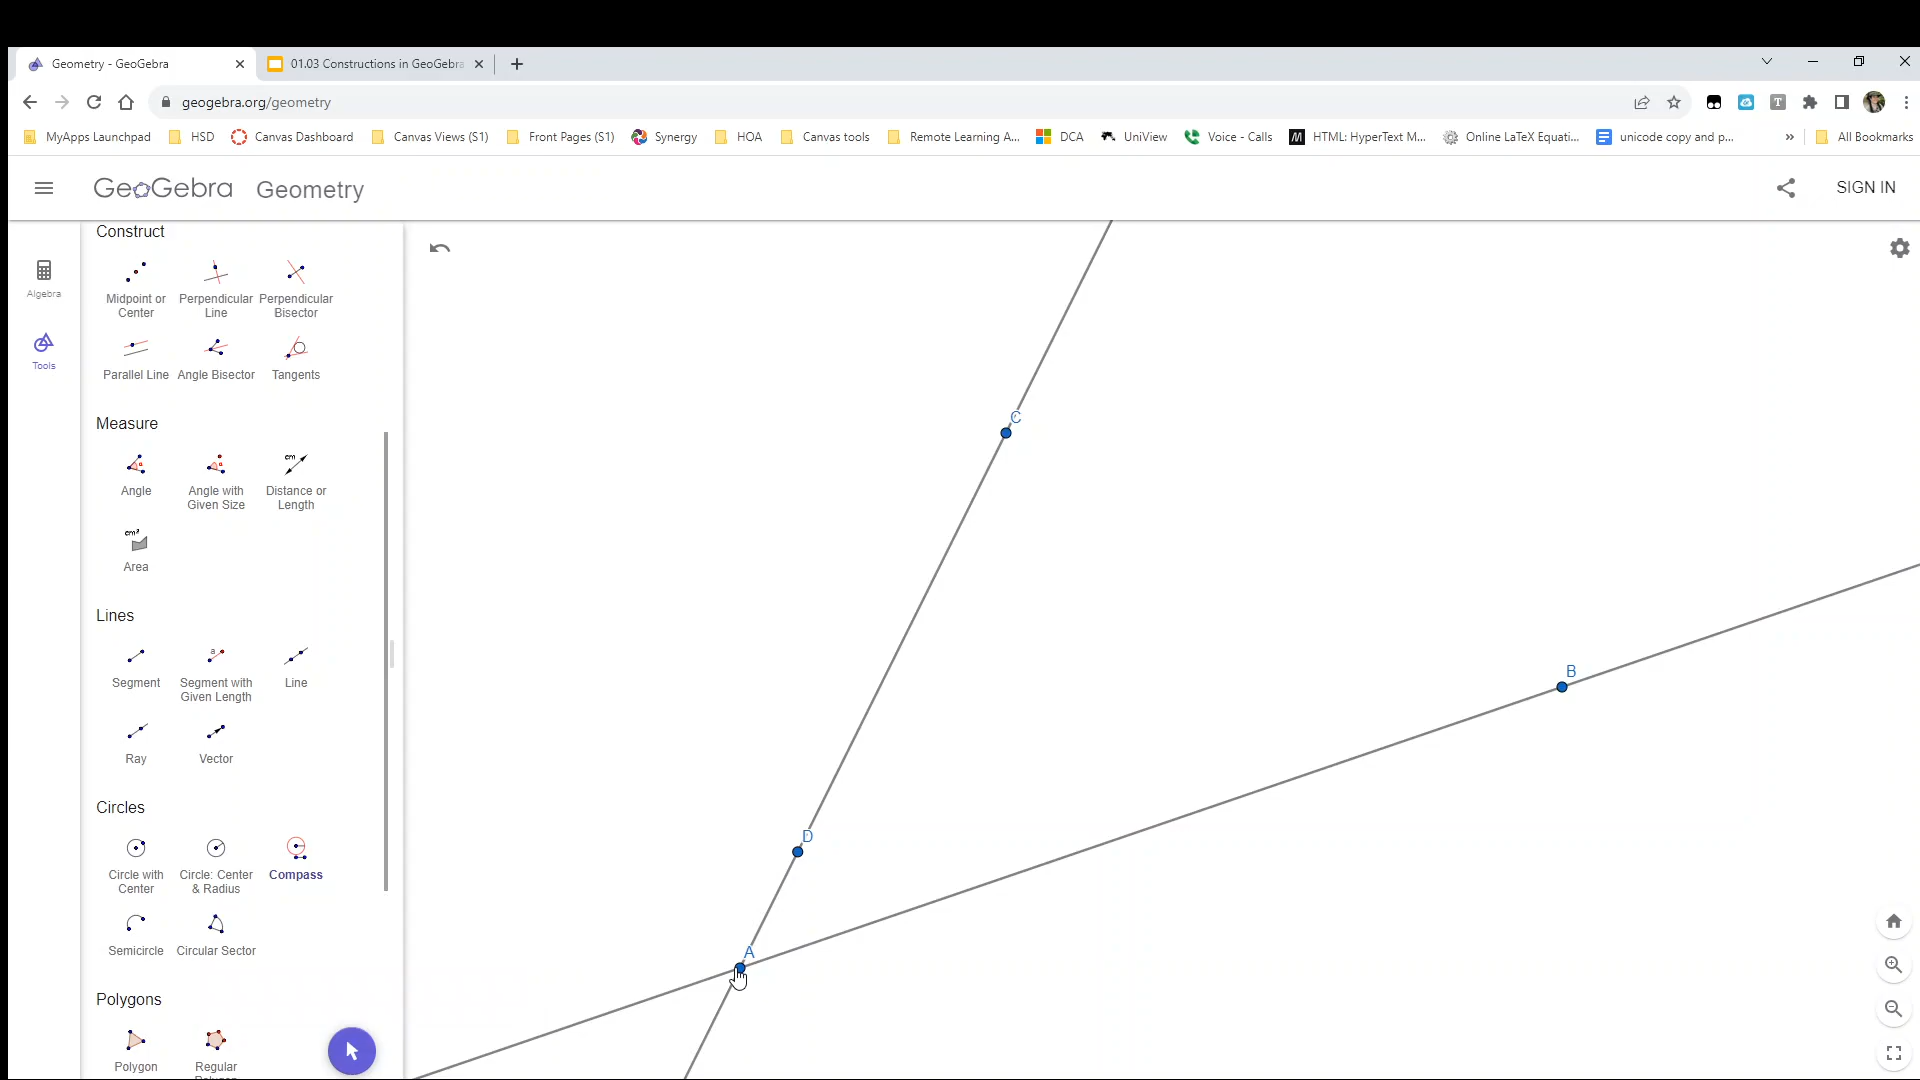 Geometry - GeoGebra
01.03 Constructions in GeoGebra
geogebra.org/geometry
MyApps Launchpad HSD Canvas Dashboard Canvas Views (S1) Front Pages (S1) Synergy HOA Canvas tools Remote Learning A... DCA UniView Voice - Calls HTML: HyperText M... Online LaTeX Equati... unicode copy and p... » All Bookmarks
GeoGebra Geometry SIGN IN
Algebra
Tools
Construct
Midpoint or Center
Perpendicular Line
Perpendicular Bisector
Parallel Line
Angle Bisector
Tangents
Measure
Angle
Angle with Given Size
Distance or Length
cm
cm²
Area
Lines
Segment
a
Segment with Given Length
Line
Ray
Vector
Circles
Circle with Center
Circle: Center & Radius
Compass
Semicircle
Circular Sector
Polygons
Polygon
Regular
C
B
D
A